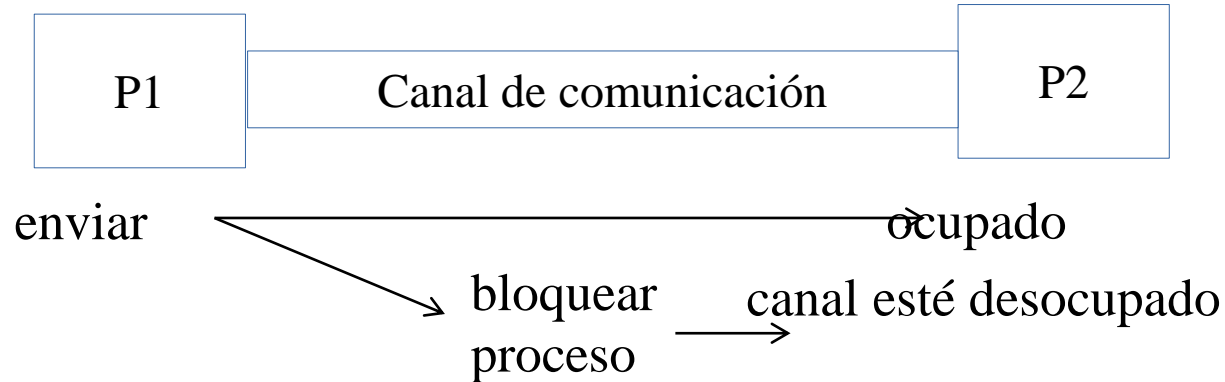 P1
Canal de comunicación
P2
enviar
ocupado
bloquear
proceso
canal esté desocupado